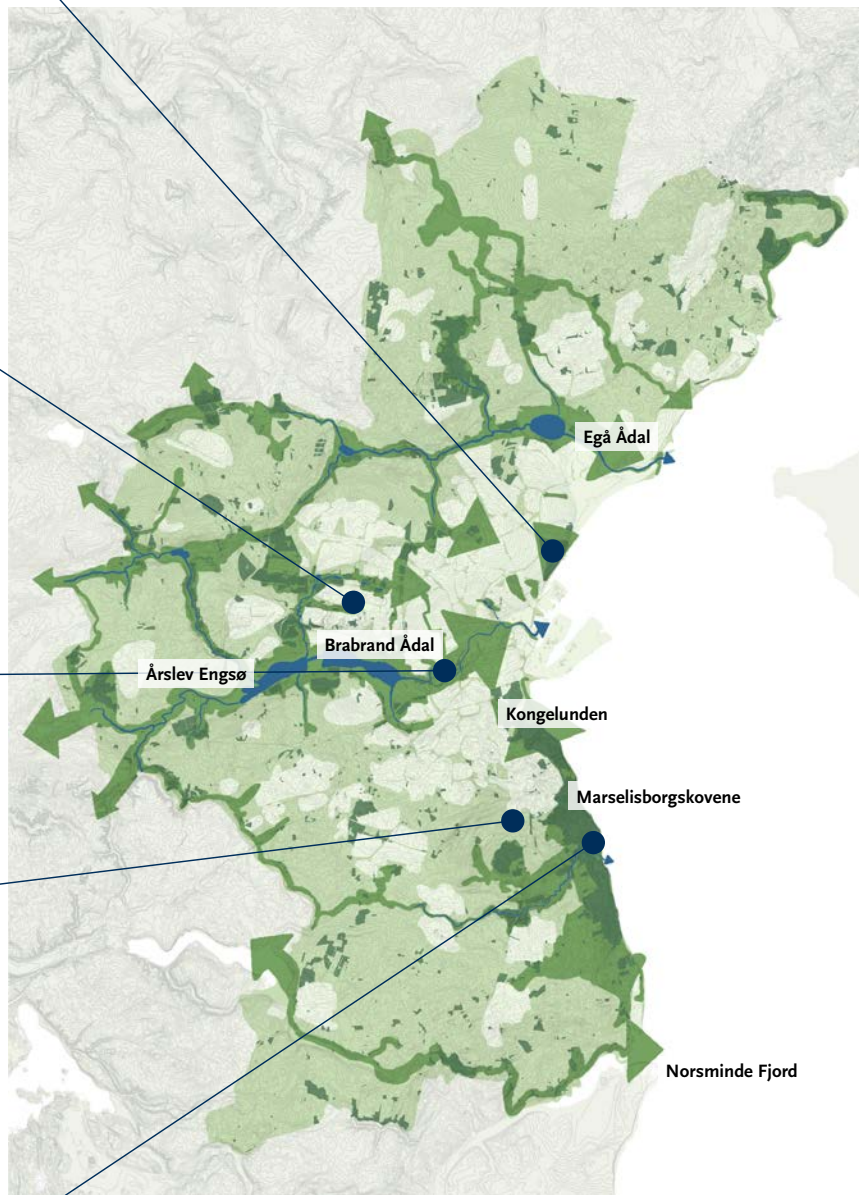 Egå Ådal
Brabrand Ådal
Årslev Engsø
Kongelunden
Marselisborgskovene
Norsminde Fjord